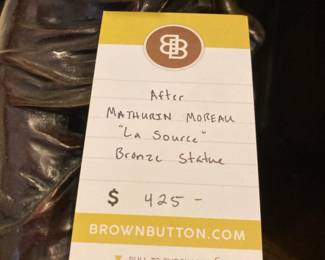 BB
After
MATHURIN MOREAU
"La Source"
Bronze Statue
$ 425 -
BROWNBUTTON.COM